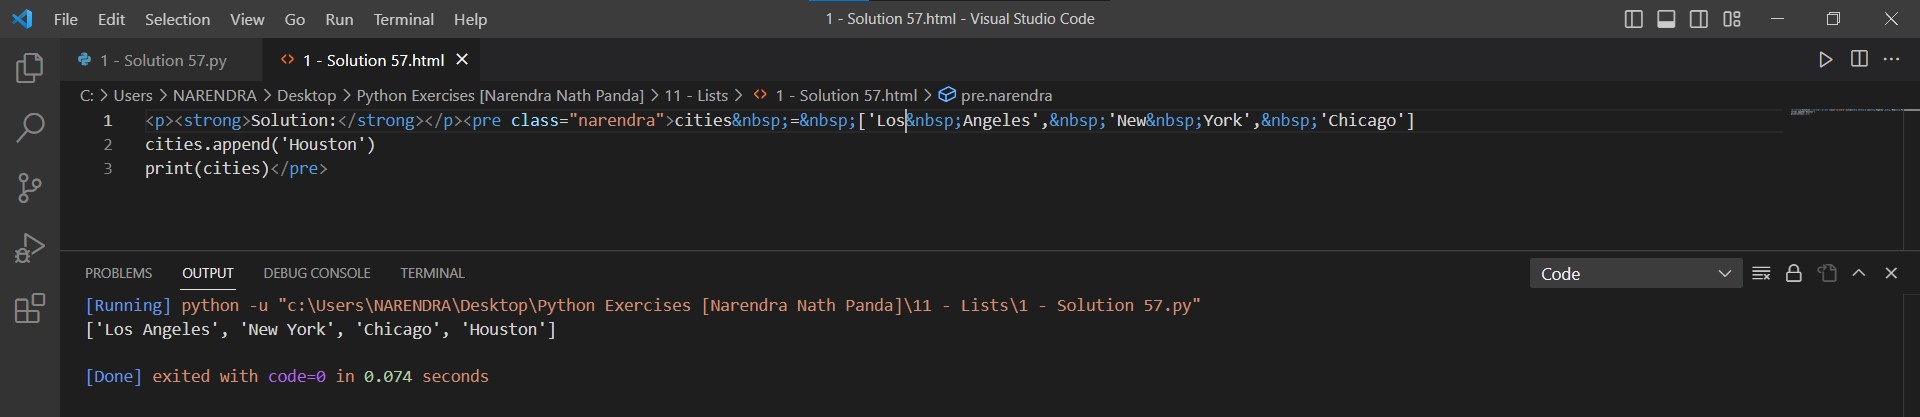 File Edit Selection View Go Run Terminal Help 1 - Solution 57.html - Visual Studio Code
1 - Solution 57.py 1 - Solution 57.html
C: > Users > NARENDRA > Desktop > Python Exercises [Narendra Nath Panda] > 11 - Lists > 1 - Solution 57.html > pre.narendra
1 <p><strong>Solution:</strong></p><pre class="narendra">cities&nbsp;=&nbsp;['Los&nbsp;Angeles',&nbsp;'New&nbsp;York',&nbsp;'Chicago']
2 cities.append('Houston')
3 print(cities)</pre>
PROBLEMS OUTPUT DEBUG CONSOLE TERMINAL Code
[Running] python -u "c:\Users\NARENDRA\Desktop\Python Exercises [Narendra Nath Panda]\11 - Lists\1 - Solution 57.py"
['Los Angeles', 'New York', 'Chicago', 'Houston']
[Done] exited with code=0 in 0.074 seconds